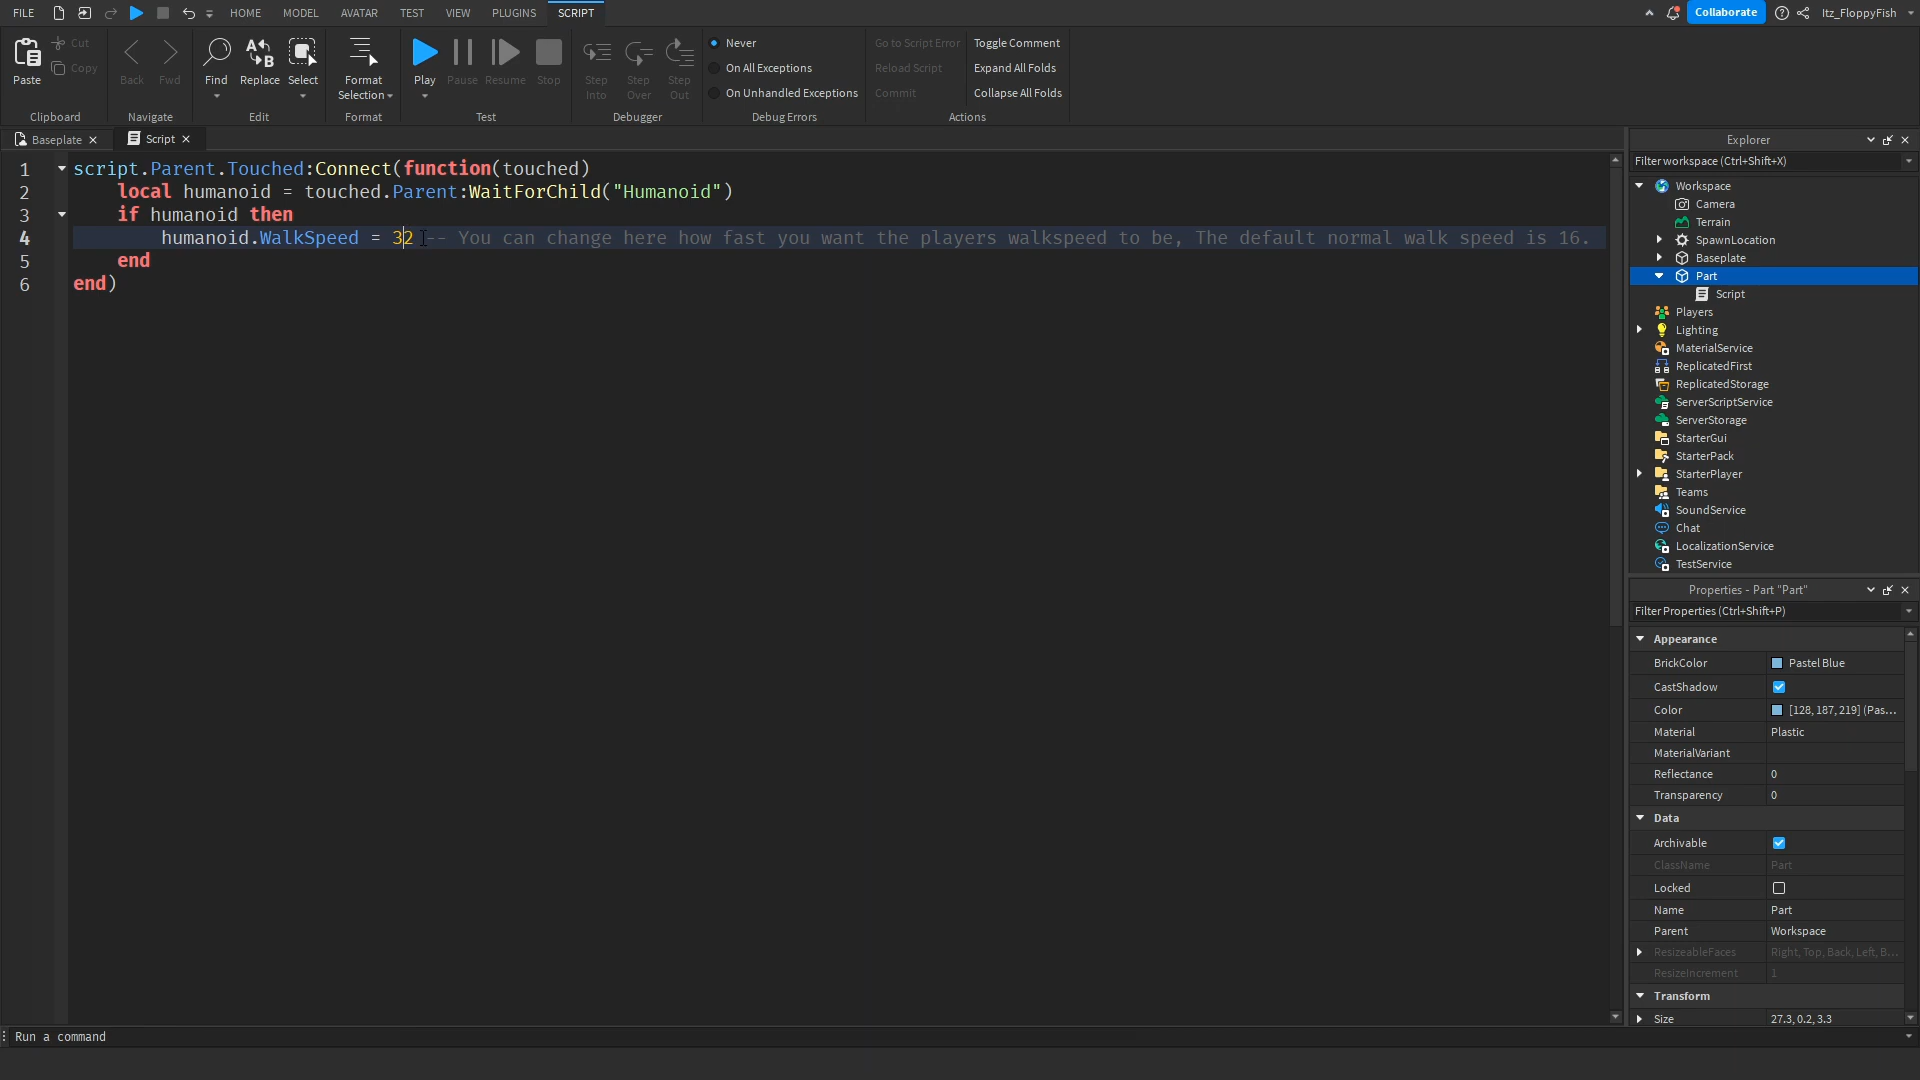 FILE HOME MODEL AVATAR TEST VIEW PLUGINS SCRIPT Collaborate Itz_FloppyFish
Paste Cut Copy
Clipboard
Back Fwd
Navigate
Find Replace Select
Edit
Format Selection
Format
Play Pause Resume Stop
Test
Step Into Step Over Step Out
Debugger
Never
On All Exceptions
On Unhandled Exceptions
Debug Errors
Go to Script Error Toggle Comment
Reload Script Expand All Folds
Commit Collapse All Folds
Actions
Baseplate Script
1 script.Parent.Touched:Connect(function(touched)
2 local humanoid = touched.Parent:WaitForChild("Humanoid")
3 if humanoid then
4 humanoid.WalkSpeed = 32 -- You can change here how fast you want the players walkspeed to be, The default normal walk speed is 16.
5 end
6 end)
Explorer
Filter workspace (Ctrl+Shift+X)
Workspace
Camera
Terrain
SpawnLocation
Baseplate
Part
Script
Players
Lighting
MaterialService
ReplicatedFirst
ReplicatedStorage
ServerScriptService
ServerStorage
StarterGui
StarterPack
StarterPlayer
Teams
SoundService
Chat
LocalizationService
TestService
Properties - Part "Part"
Filter Properties (Ctrl+Shift+P)
Appearance
BrickColor Pastel Blue
CastShadow
Color [128, 187, 219] (Pas...
Material Plastic
MaterialVariant
Reflectance 0
Transparency 0
Data
Archivable
ClassName Part
Locked
Name Part
Parent Workspace
ResizeableFaces Right, Top, Back, Left, B...
ResizeIncrement 1
Transform
Size 27.3, 0.2, 3.3
Run a command